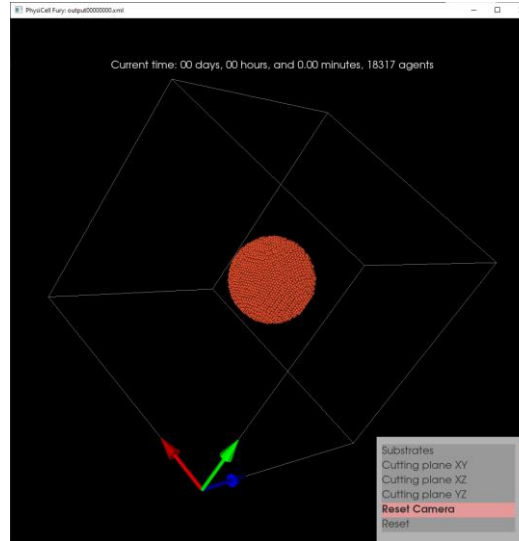 PhysiCell Fury: output00000000.xml
Current time: 00 days, 00 hours, and 0.00 minutes, 18317 agents
Substrates
Cutting plane XY
Cutting plane XZ
Cutting plane YZ
Reset Camera
Reset